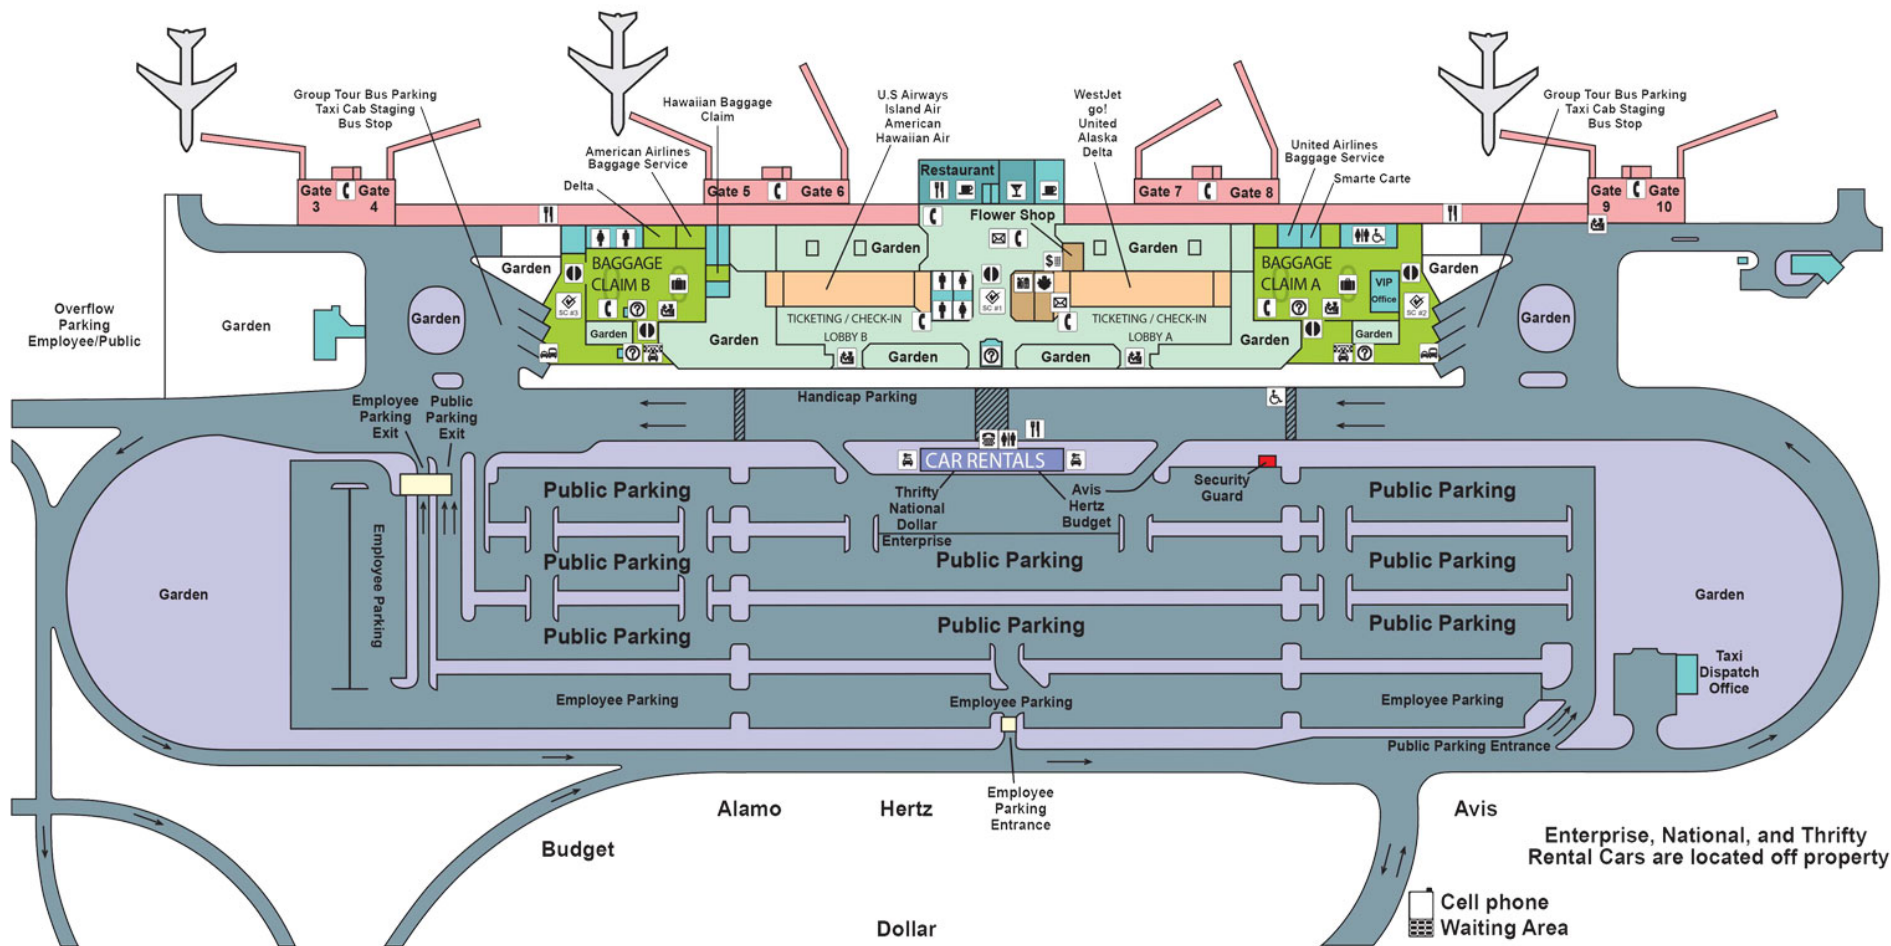 Group Tour Bus Parking
Taxi Cab Staging
Bus Stop
Hawaiian Baggage
Claim
American Airlines
Baggage Service
Delta
U.S Airways
Island Air
American
Hawaiian Air
WestJet
go!
United
Alaska
Delta
United Airlines
Baggage Service
Smarte Carte
Group Tour Bus Parking
Taxi Cab Staging
Bus Stop
Gate
3
Gate
4
Gate 5
Gate 6
Restaurant
Gate 7
Gate 8
Gate
9
Gate
10
Flower Shop
Garden
Garden
Garden
BAGGAGE
CLAIM B
SC #3
Garden
Garden
TICKETING / CHECK-IN
LOBBY B
Garden
SC #1
$
TICKETING / CHECK-IN
LOBBY A
Garden
Garden
BAGGAGE
CLAIM A
VIP
Office
SC #2
Garden
Garden
Overflow
Parking
Employee/Public
Garden
Garden
Garden
Employee
Parking
Exit
Public
Parking
Exit
Handicap Parking
CAR RENTALS
Thrifty
National
Dollar
Enterprise
Avis
Hertz
Budget
Security
Guard
Public Parking
Public Parking
Public Parking
Public Parking
Public Parking
Public Parking
Public Parking
Public Parking
Employee Parking
Garden
Garden
Taxi
Dispatch
Office
Employee Parking
Employee Parking
Employee Parking
Public Parking Entrance
Employee
Parking
Entrance
Alamo
Hertz
Avis
Budget
Dollar
Enterprise, National, and Thrifty
Rental Cars are located off property
Cell phone
Waiting Area